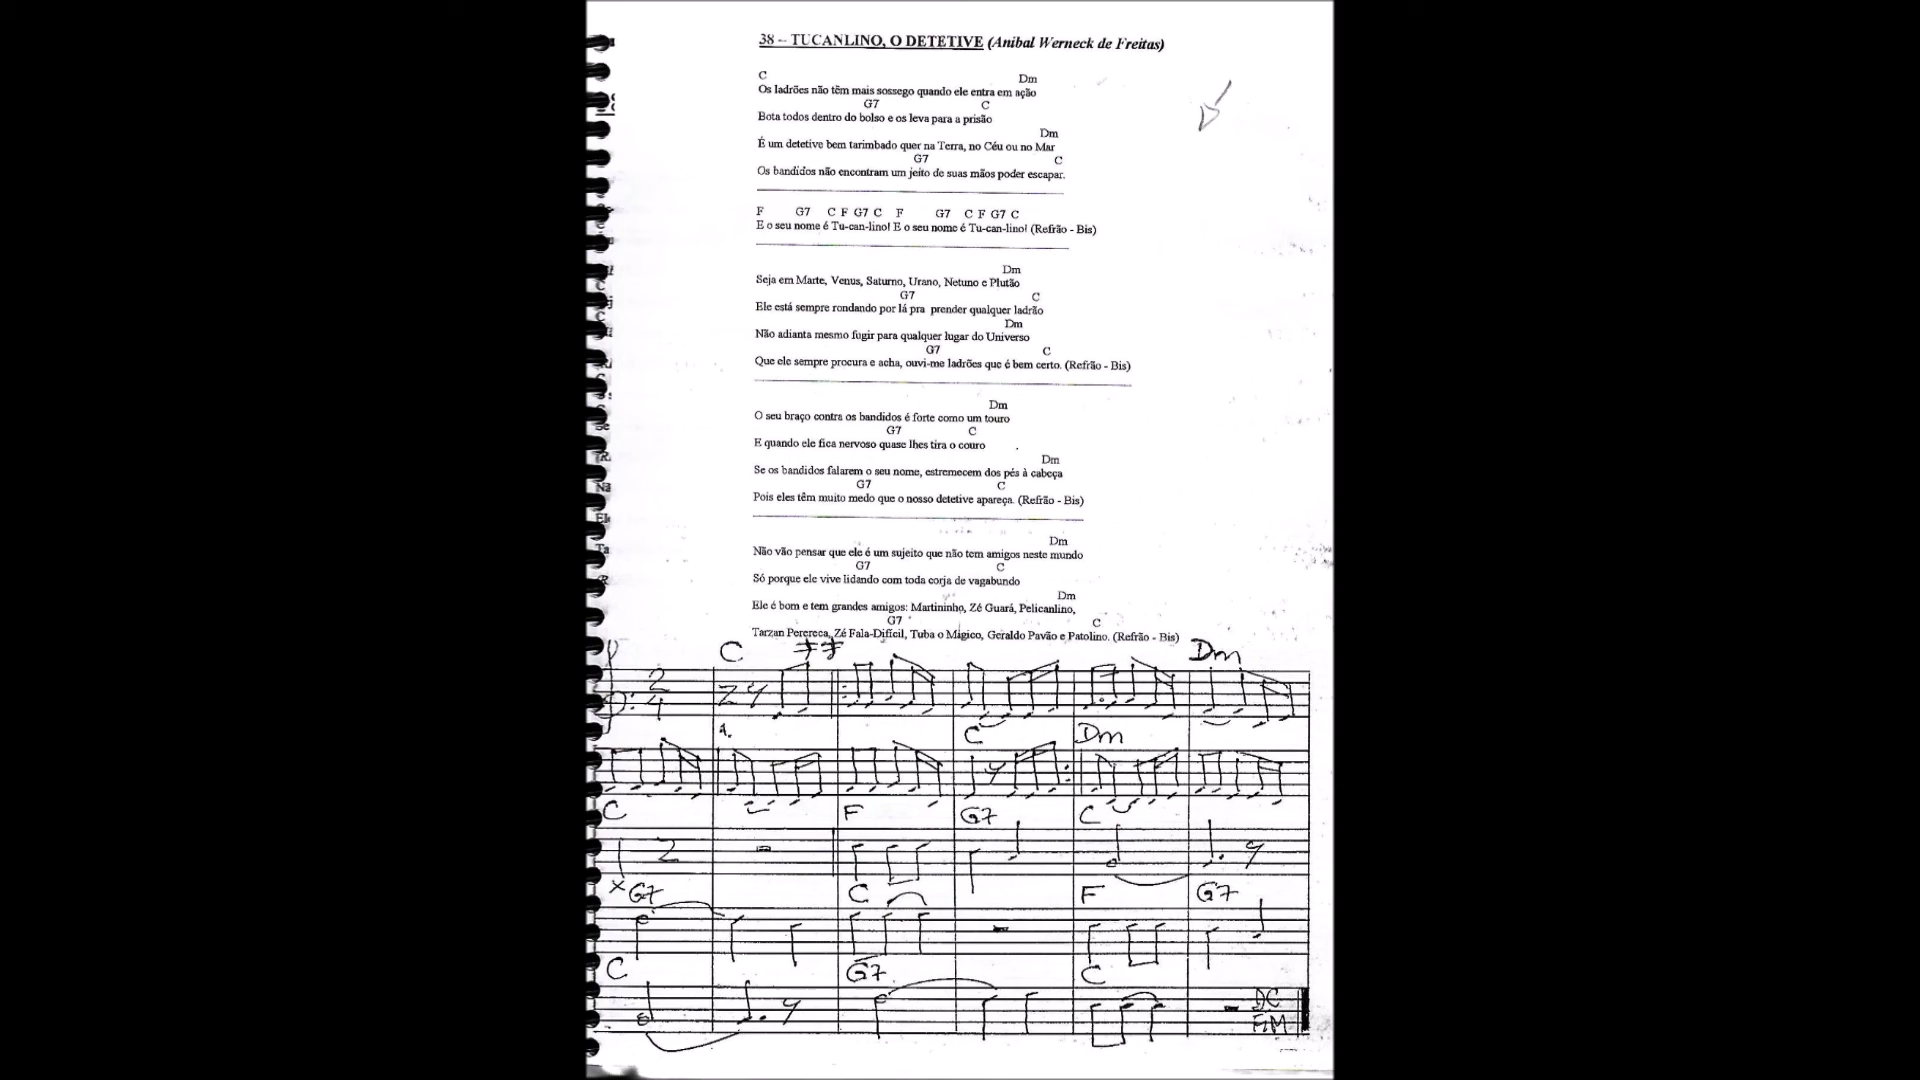 38 – TUCANLINO, O DETETIVE (Anibal Werneck de Freitas)
C Dm
Os ladrões não têm mais sossego quando ele entra em ação
G7 C
Bota todos dentro do bolso e os leva para a prisão
Dm
É um detetive bem tarimbado quer na Terra, no Céu ou no Mar
G7 C
Os bandidos não encontram um jeito de suas mãos poder escapar.
F G7 C F G7 C F G7 C F G7 C
E o seu nome é Tu-can-lino! E o seu nome é Tu-can-lino! (Refrão - Bis)
Dm
Seja em Marte, Venus, Saturno, Urano, Netuno e Plutão
G7 C
Ele está sempre rondando por lá pra prender qualquer ladrão
Dm
Não adianta mesmo fugir para qualquer lugar do Universo
G7 C
Que ele sempre procura e acha, ouvi-me ladrões que é bem certo. (Refrão - Bis)
Dm
O seu braço contra os bandidos é forte como um touro
G7 C
E quando ele fica nervoso quase lhes tira o couro
Dm
Se os bandidos falarem o seu nome, estremecem dos pés à cabeça
G7 C
Pois eles têm muito medo que o nosso detetive apareça. (Refrão - Bis)
Dm
Não vão pensar que ele é um sujeito que não tem amigos neste mundo
G7 C
Só porque ele vive lidando com toda corja de vagabundo
Dm
Ele é bom e tem grandes amigos: Martininho, Zé Guará, Pelicanlino,
G7 C
Tarzan Perereca, Zé Fala-Difícil, Tuba o Mágico, Geraldo Pavão e Patolino. (Refrão - Bis)
C Dm
2
4
1. C Dm
C F G7 C
G7 C F G7
C G7 C
DC
FIM